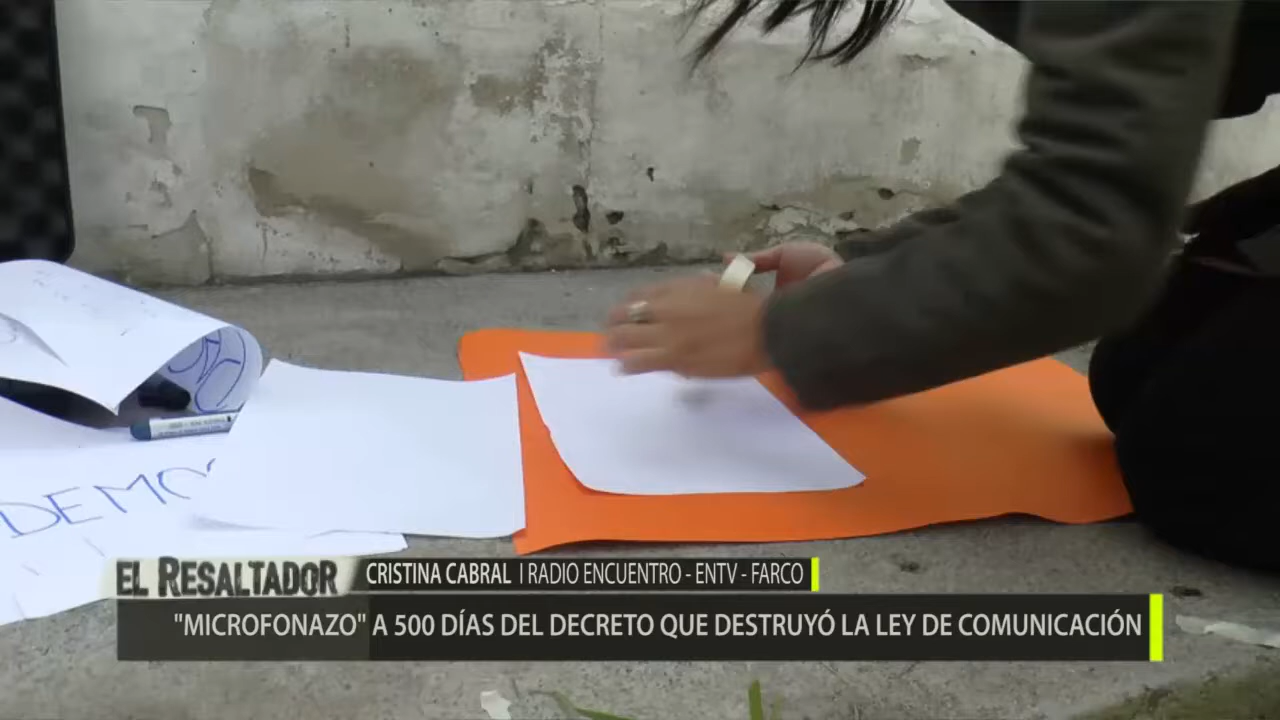 DEMO
EL RESALTADOR
CRISTINA CABRAL | RADIO ENCUENTRO - ENTV - FARCO
"MICROFONAZO" A 500 DÍAS DEL DECRETO QUE DESTRUYÓ LA LEY DE COMUNICACIÓN